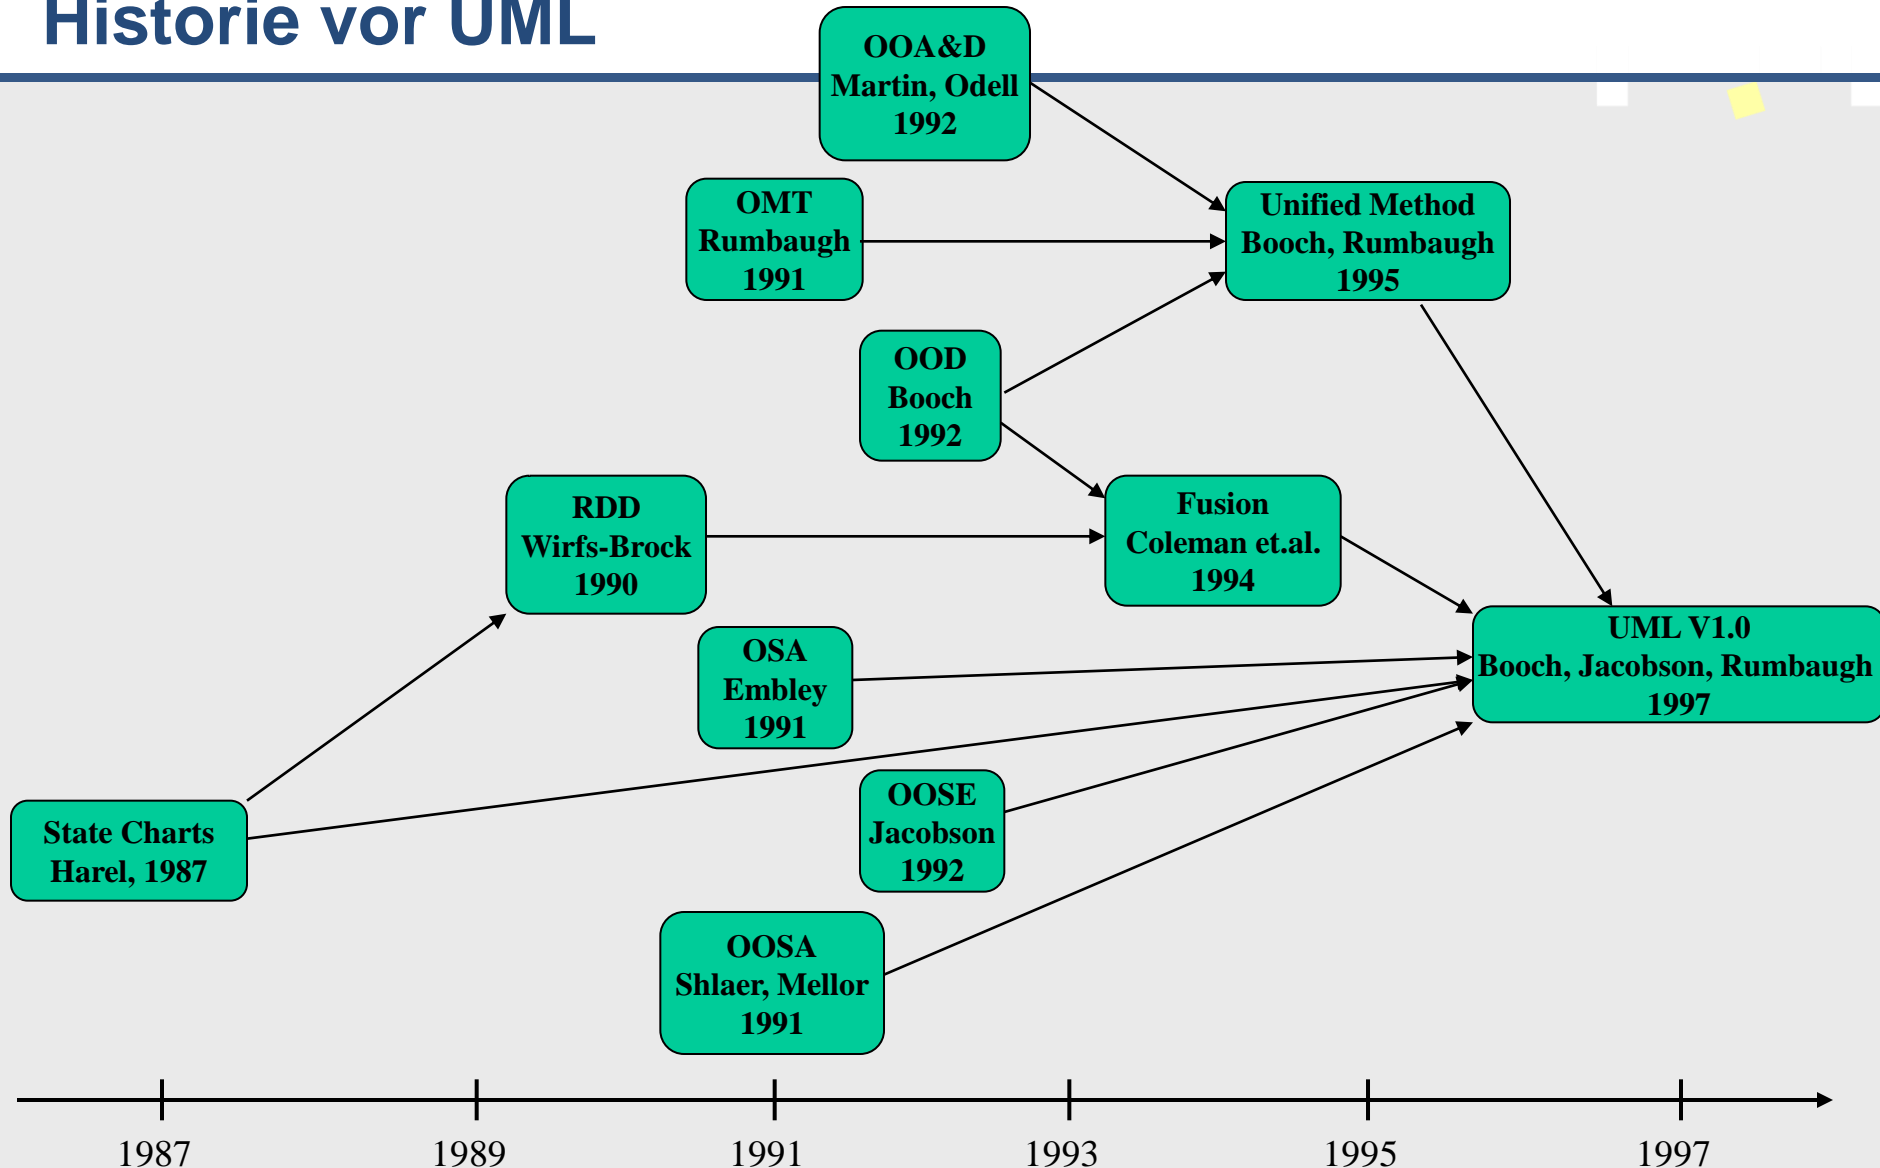 Historie vor UML
OOA&D
Martin, Odell
1992
OMT
Rumbaugh
1991
Unified Method
Booch, Rumbaugh
1995
OOD
Booch
1992
RDD
Wirfs-Brock
1990
Fusion
Coleman et.al.
1994
OSA
Embley
1991
UML V1.0
Booch, Jacobson, Rumbaugh
1997
State Charts
Harel, 1987
OOSE
Jacobson
1992
OOSA
Shlaer, Mellor
1991
1987
1989
1991
1993
1995
1997